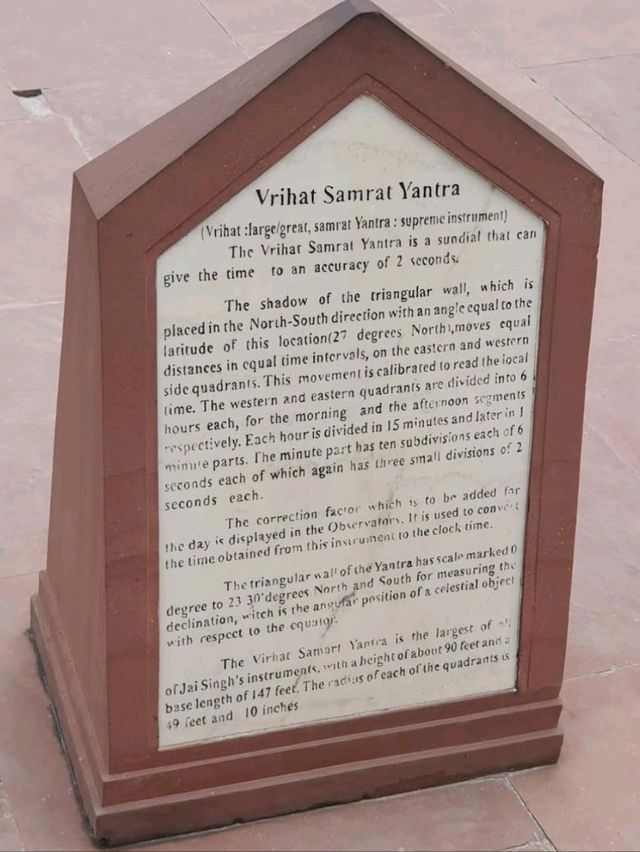 Vrihat Samrat Yantra
(Vrihat :large/great, samrat Yantra : supreme instrument)
The Vrihat Samrat Yantra is a sundial that can
give the time to an accuracy of 2 seconds.
The shadow of the triangular wall, which is
placed in the North-South direction with an angle equal to the
latitude of this location(27 degrees North),moves equal
distances in equal time intervals, on the eastern and western
side quadrants. This movement is calibrated to read the local
time. The western and eastern quadrants are divided into 6
hours each, for the morning and the afternoon segments
respectively. Each hour is divided in 15 minutes and later in 1
minute parts. The minute part has ten subdivisions each of 6
seconds each of which again has three small divisions of 2
seconds each.
The correction factor which is to be added for
the day is displayed in the Observatory. It is used to convert
the time obtained from this instrument to the clock time.
The triangular wall of the Yantra has scale marked 0
degree to 23 30'degrees North and South for measuring the
declination, witch is the angular position of a celestial object
with respect to the equator.
The Virhat Samart Yantra is the largest of all
of Jai Singh's instruments, with a height of about 90 feet and a
base length of 147 feet. The radius of each of the quadrants is
49 feet and 10 inches